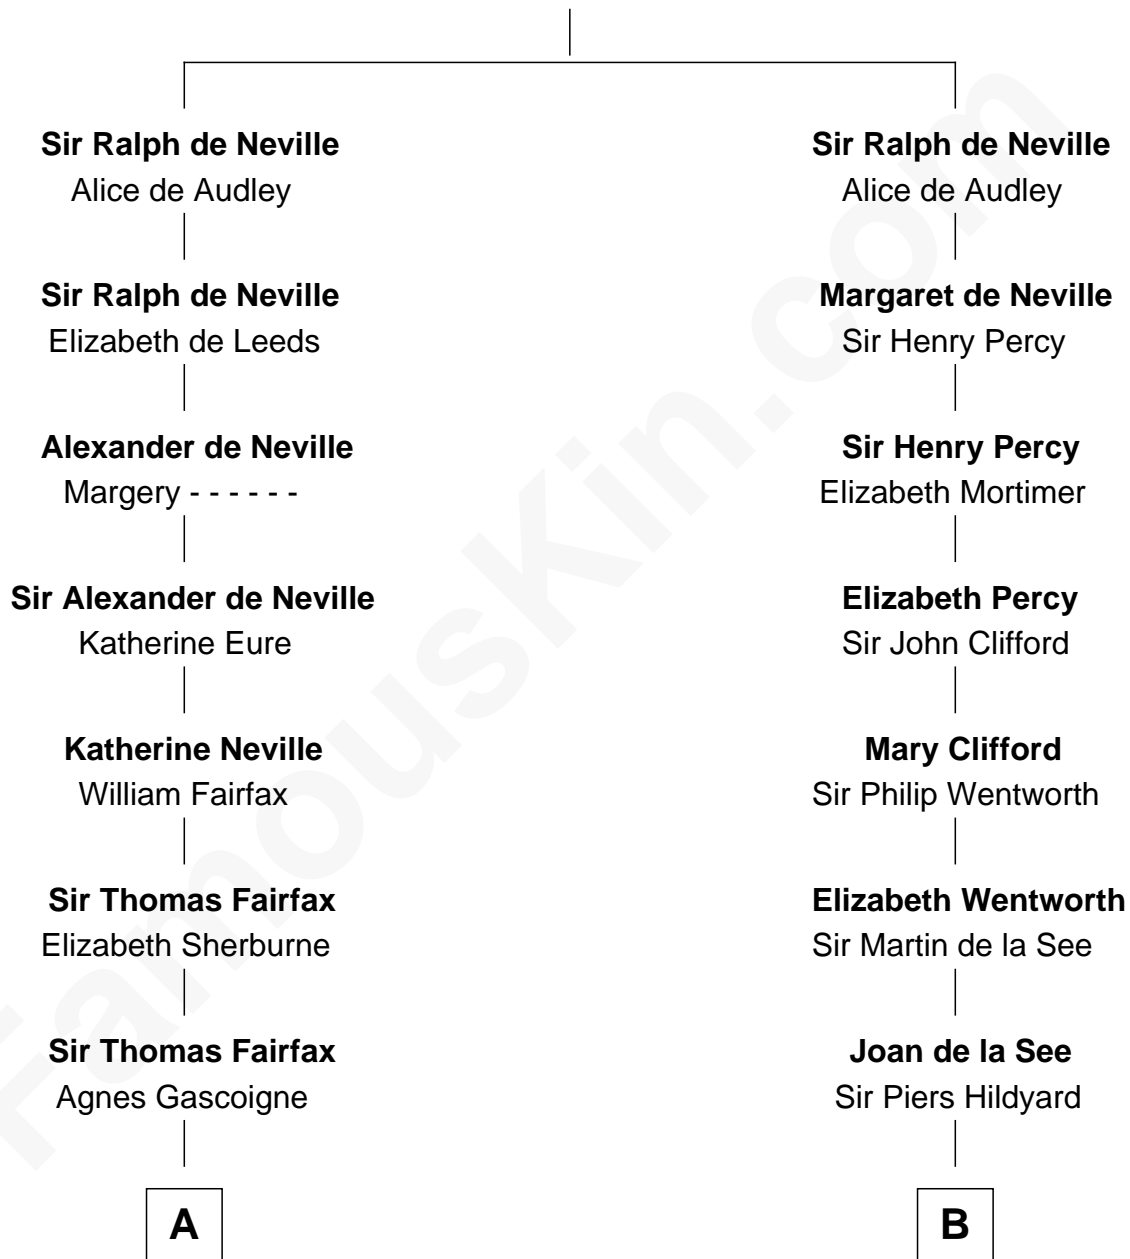 Sir Ralph de Neville
Alice de Audley
Sir Ralph de Neville
Elizabeth de Leeds
Alexander de Neville
Margery - - - - - -
Sir Alexander de Neville
Katherine Eure
Katherine Neville
William Fairfax
Sir Thomas Fairfax
Elizabeth Sherburne
Sir Thomas Fairfax
Agnes Gascoigne
A
Sir Ralph de Neville
Alice de Audley
Margaret de Neville
Sir Henry Percy
Sir Henry Percy
Elizabeth Mortimer
Elizabeth Percy
Sir John Clifford
Mary Clifford
Sir Philip Wentworth
Elizabeth Wentworth
Sir Martin de la See
Joan de la See
Sir Piers Hildyard
B
FamousKin.com